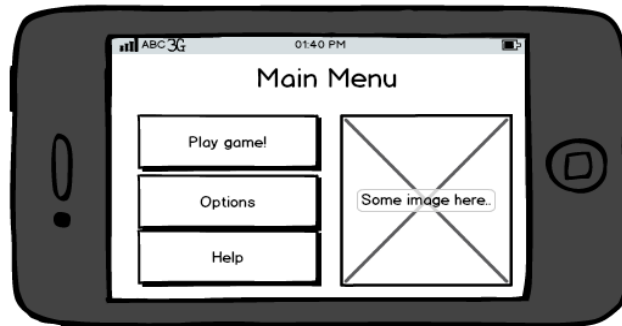 ABC 3G 01:40 PM
Main Menu
Play game!
Options
Help
Some image here..